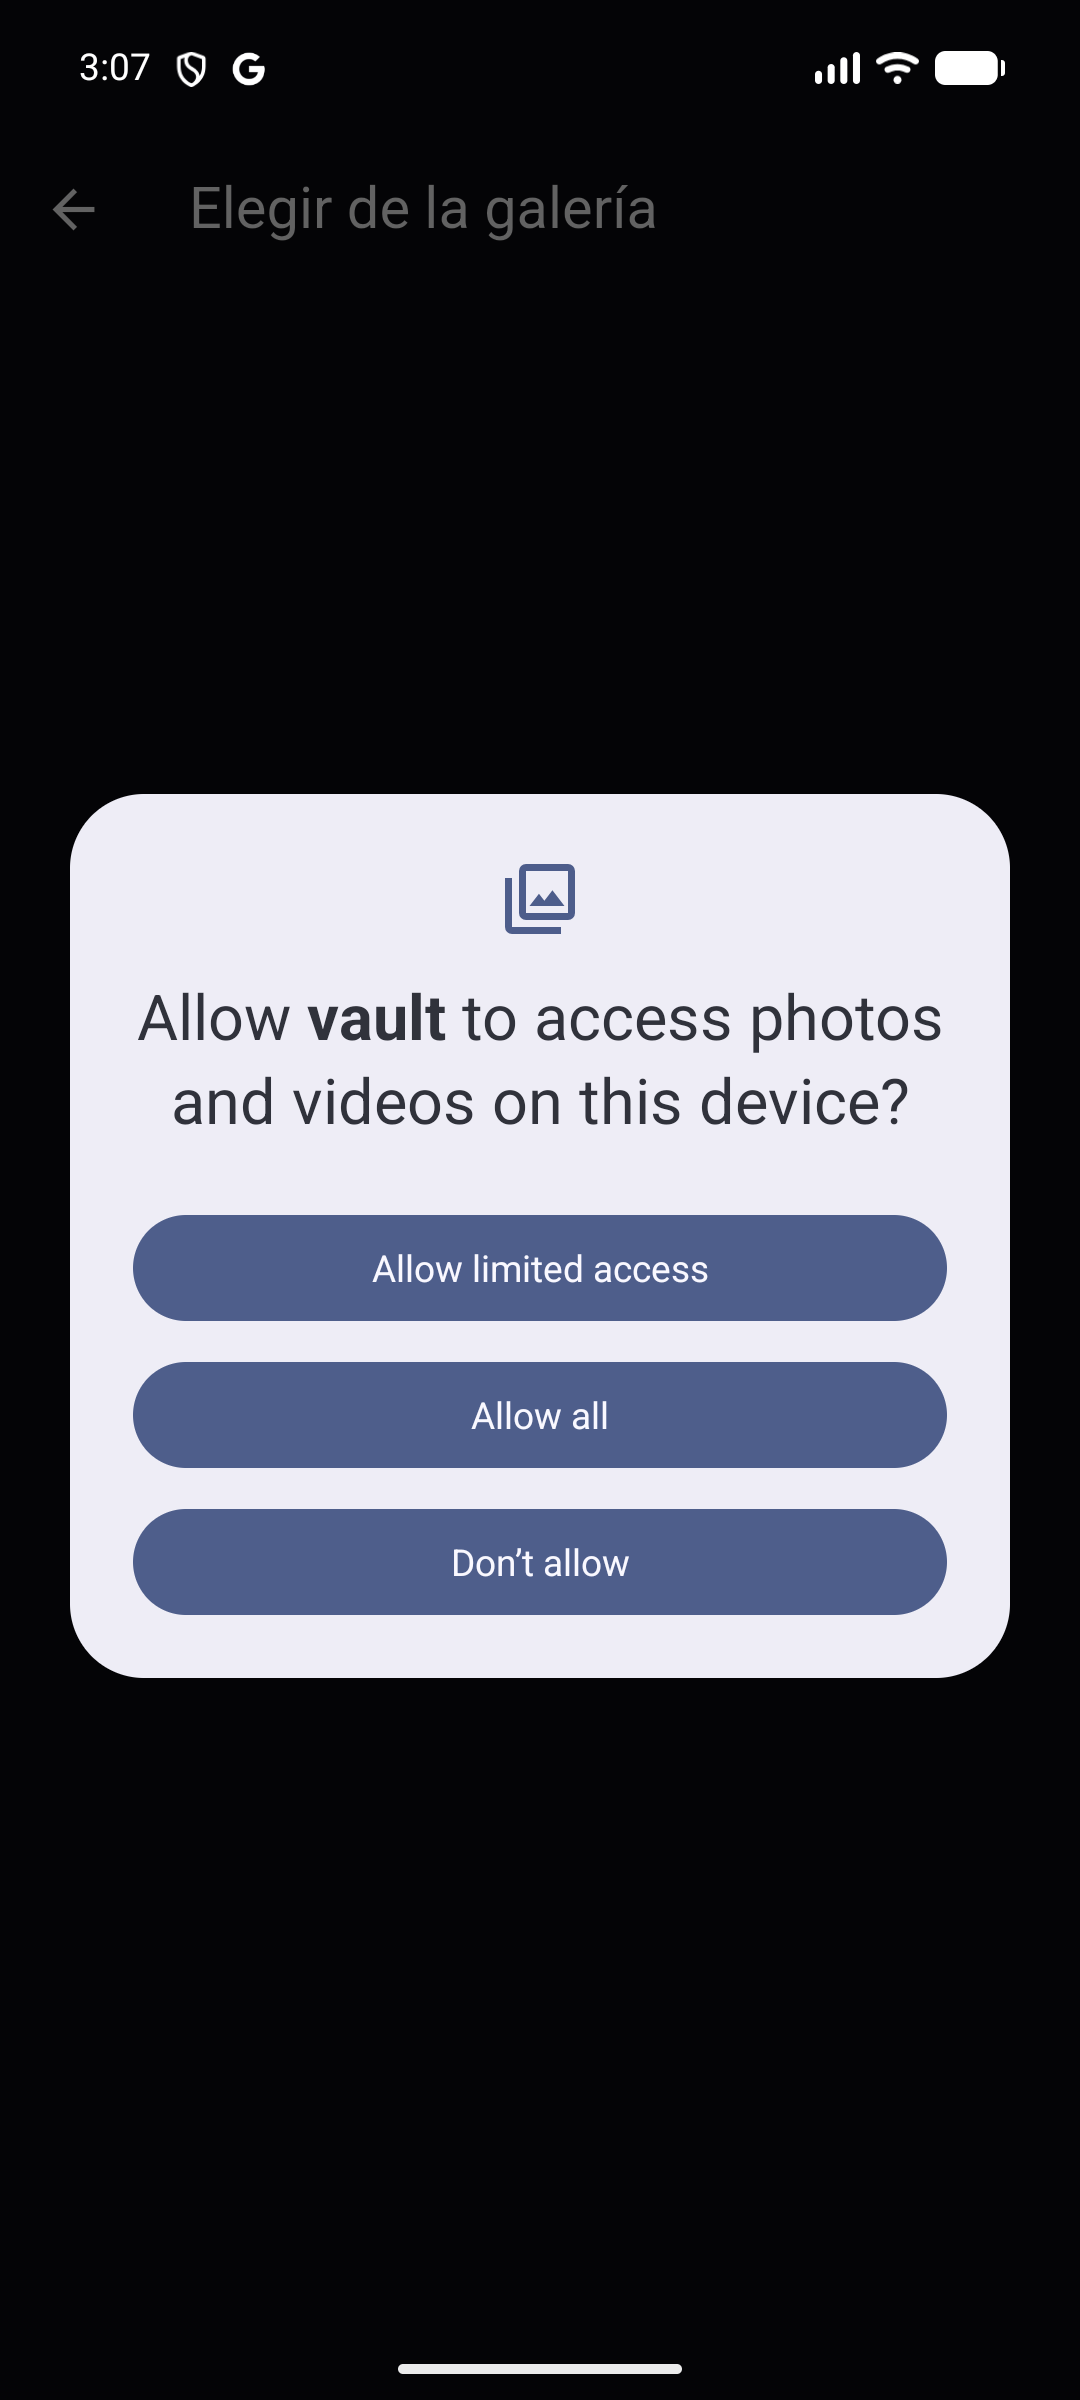 3:07
Elegir de la galería
Allow vault to access photos
and videos on this device?
Allow limited access
Allow all
Don’t allow